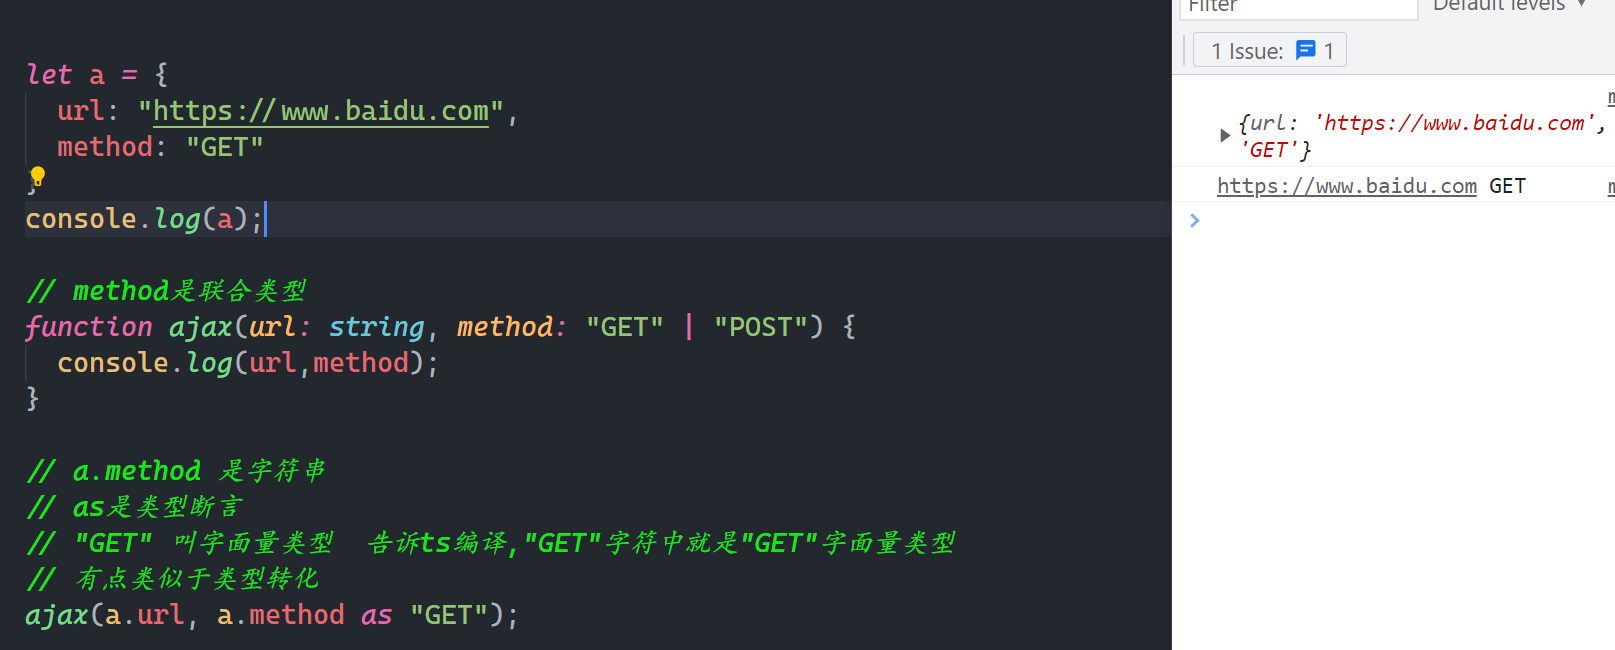 let a = {
url: "https://www.baidu.com",
method: "GET"
}
console.log(a);
// method是联合类型
function ajax(url: string, method: "GET" | "POST") {
console.log(url,method);
}
// a.method 是字符串
// as是类型断言
// "GET" 叫字面量类型  告诉ts编译,"GET"字符中就是"GET"字面量类型
// 有点类似于类型转化
ajax(a.url, a.method as "GET");
Filter
Default levels ▼
1 Issue: 1
{url: 'https://www.baidu.com',
'GET'}
https://www.baidu.com GET